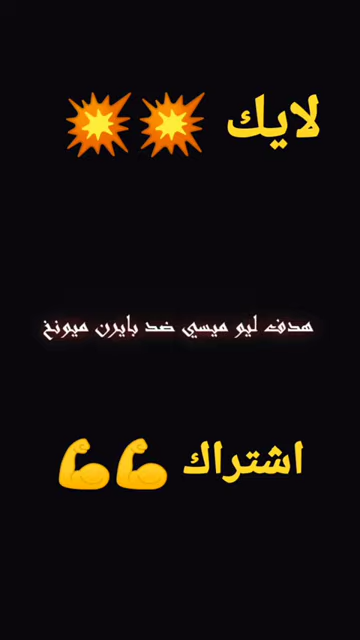 لايك 💥💥
هدف ليو ميسي ضد بايرن ميونخ
اشتراك 💪💪